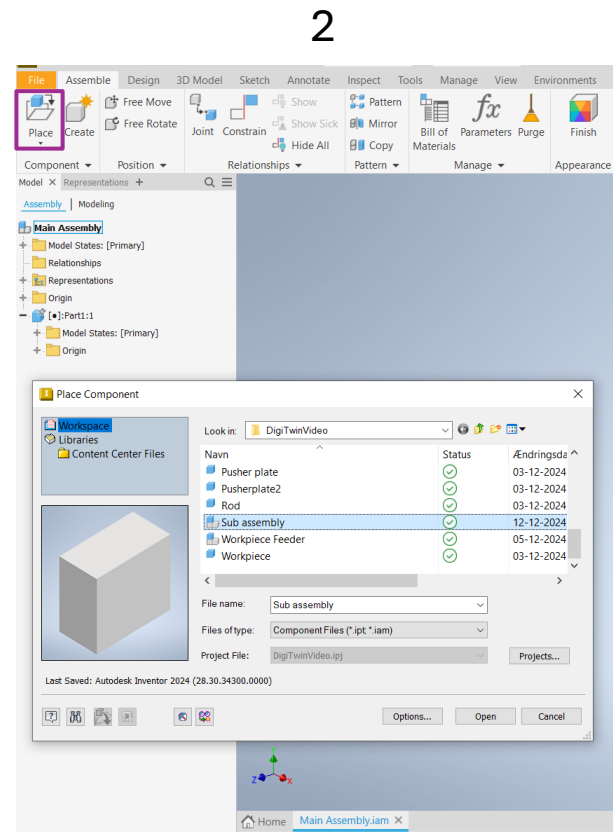 2
File Assemble Design 3D Model Sketch Annotate Inspect Tools Manage View Environments
Place Create Free Move Free Rotate Joint Constrain Show Show Sick Hide All Pattern Mirror Copy Bill of Materials fx Parameters Purge Finish
Component Position Relationships Pattern Manage Appearance
Model × Representations +
Assembly | Modeling
Main Assembly
Model States: [Primary]
Relationships
Representations
Origin
[●]:Part1:1
Model States: [Primary]
Origin
Place Component
Workspace
Libraries
Content Center Files
Look in: DigiTwinVideo
Navn Status Ændringsda
Pusher plate 03-12-2024
Pusherplate2 03-12-2024
Rod 03-12-2024
Sub assembly 12-12-2024
Workpiece Feeder 05-12-2024
Workpiece 03-12-2024
File name: Sub assembly
Files of type: Component Files (*.ipt; *.iam)
Project File: DigiTwinVideo.ipj Projects...
Last Saved: Autodesk Inventor 2024 (28.30.34300.0000)
Options... Open Cancel
Y
Z X
Home Main Assembly.iam ×